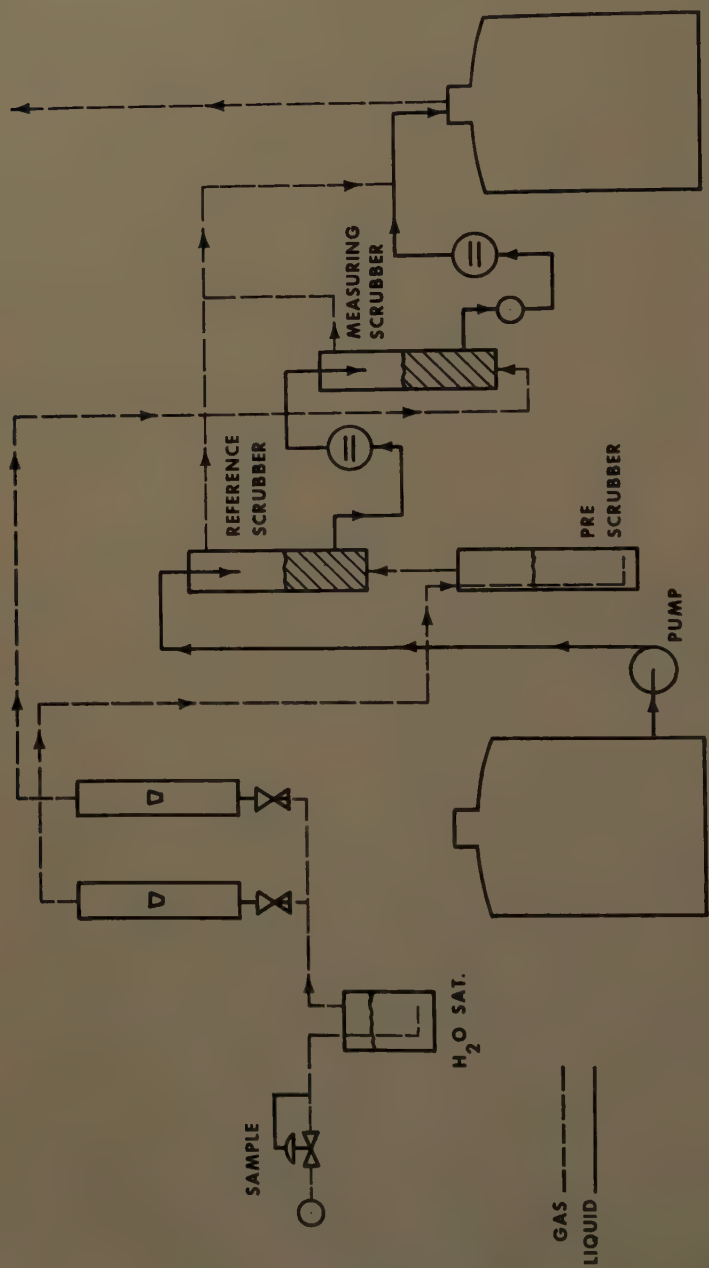 SAMPLE
H2O SAT.
GAS
LIQUID
PUMP
PRE
SCRUBBER
REFERENCE
SCRUBBER
MEASURING
SCRUBBER